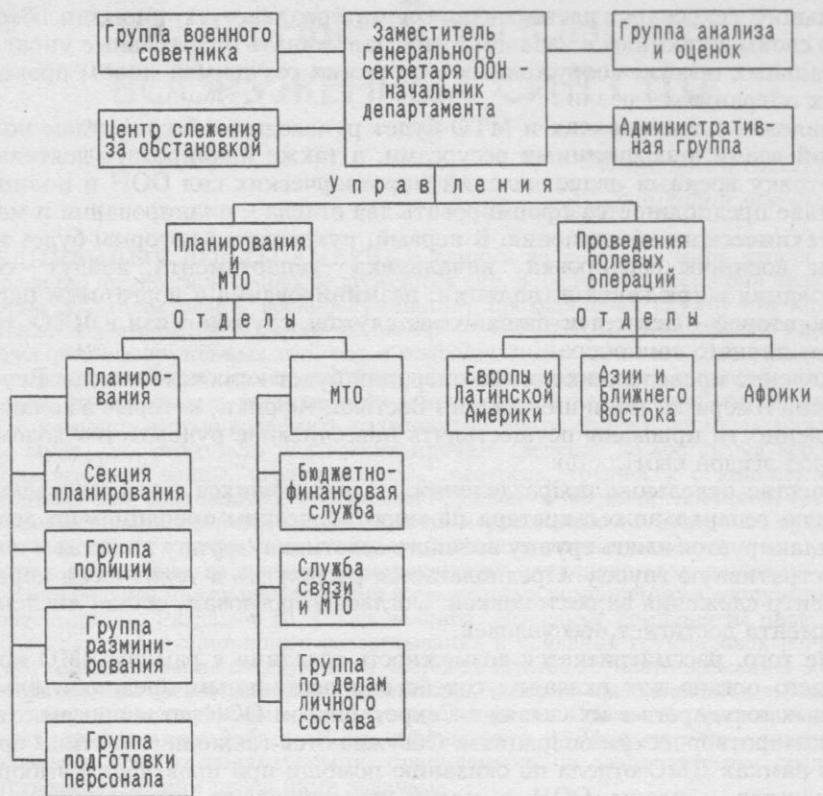 Группа военного
советника
Заместитель
генерального
секретаря ООН -
начальник
департамента
Группа анализа
оценок
Центр слежения
за обстановкой
Административ-
ная группа
Управления
Планирования
и
МТО
Проведения
полевых
операций
Отделы
Отделы
Планиро-
вания
МТО
Европы и
Латинской
Америки
Азии и
Ближнего
Востока
Африки
Секция
планирования
Бюджетно-
финансовая
служба
Группа
полиции
Служба
связи
и МТО
Группа
размини-
рования
Группа
по делам
личного
состава
Группа
подготовки
персонала